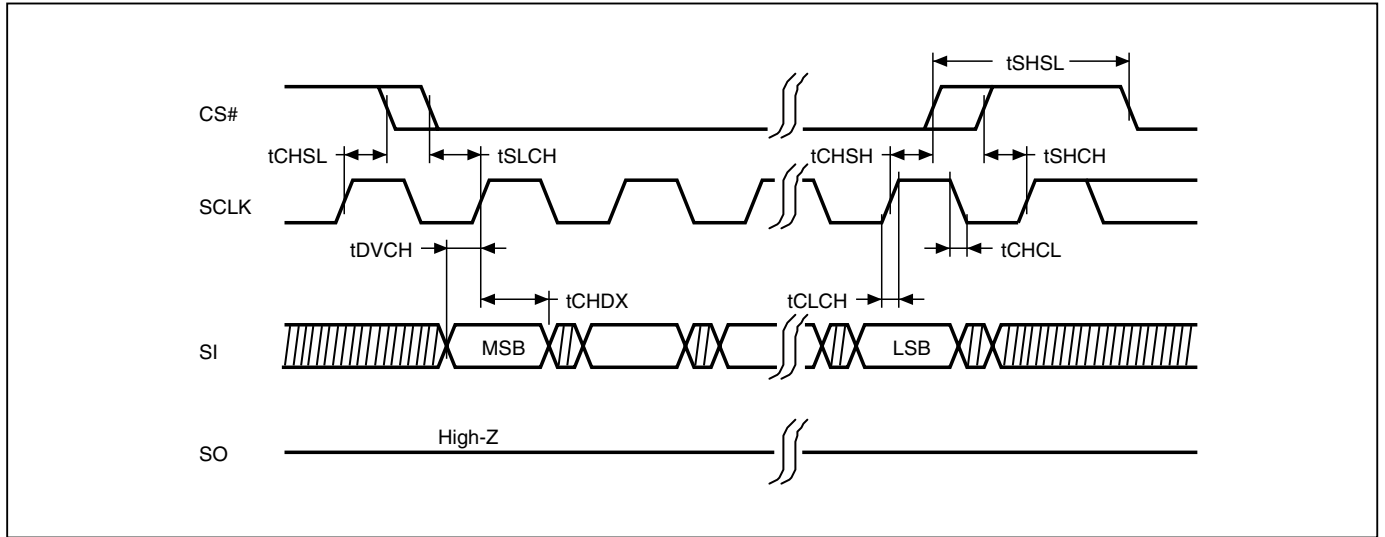 tSHSL
CS#
tCHSL
tSLCH
tCHSH
tSHCH
SCLK
tDVCH
tCHCL
tCHDX
tCLCH
SI
MSB
LSB
High-Z
SO